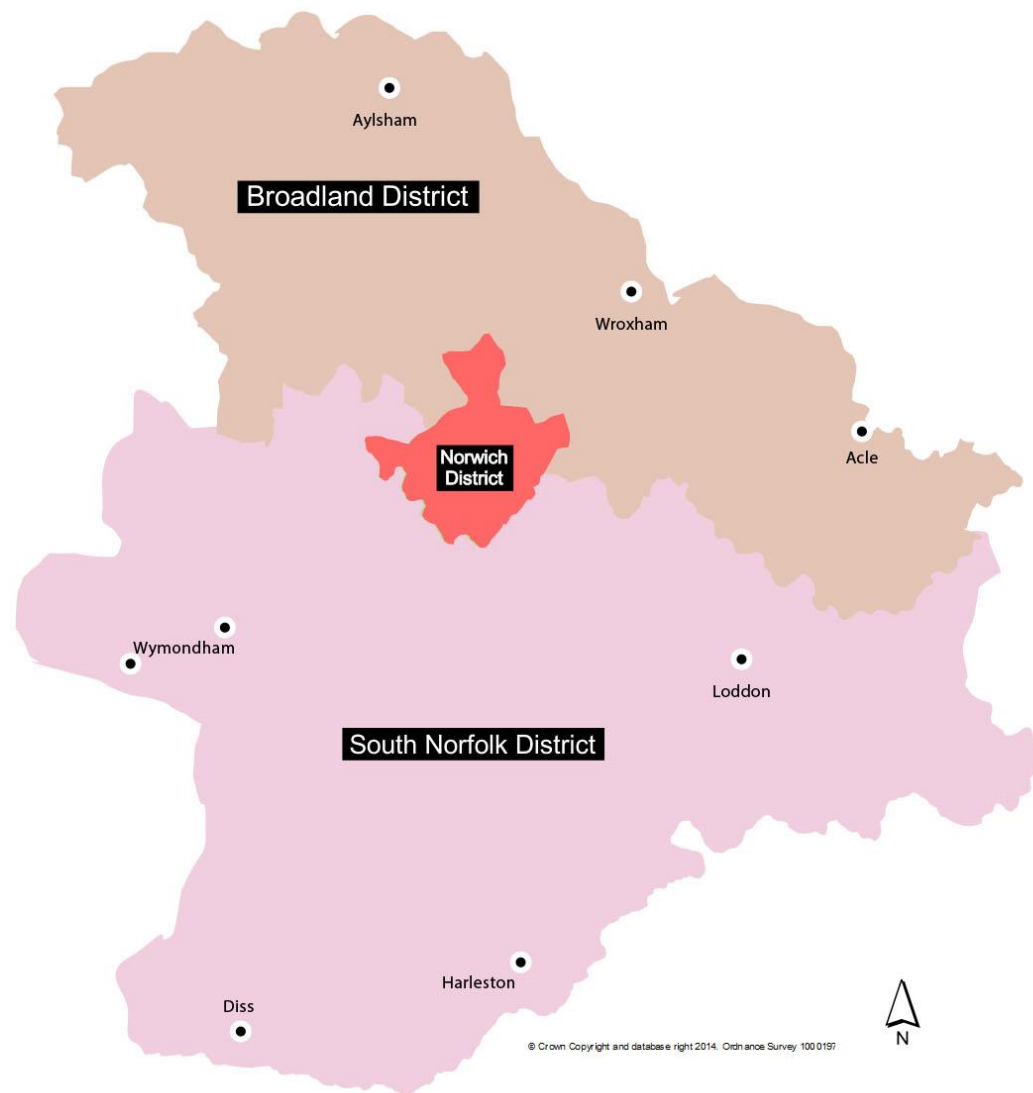 Aylsham
Broadland District
Wroxham
Norwich
District
Acle
Wymondham
Loddon
South Norfolk District
Harleston
Diss
© Crown Copyright and database right 2014. Ordnance Survey 1000197
N